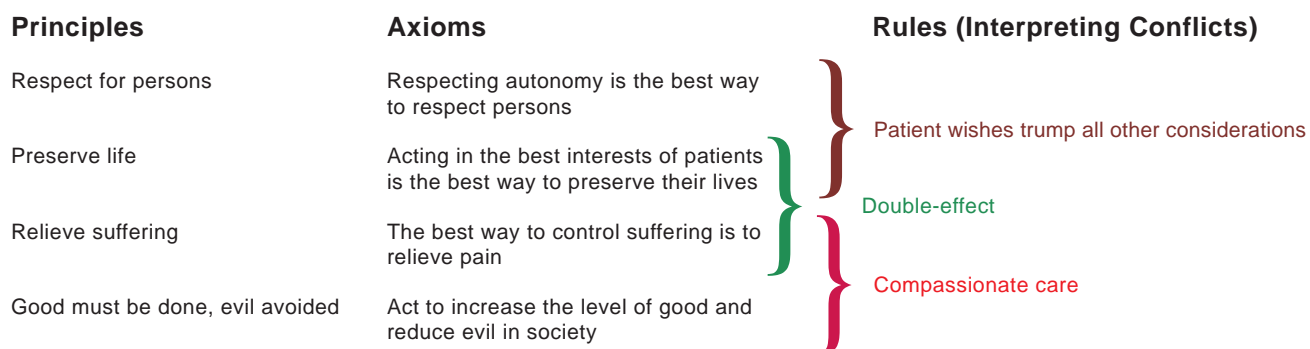 Principles Axioms Rules (Interpreting Conflicts)
Respect for persons Respecting autonomy is the best way
to respect persons
Patient wishes trump all other considerations
Preserve life Acting in the best interests of patients
is the best way to preserve their lives
Double-effect
Relieve suffering The best way to control suffering is to
relieve pain
Compassionate care
Good must be done, evil avoided Act to increase the level of good and
reduce evil in society